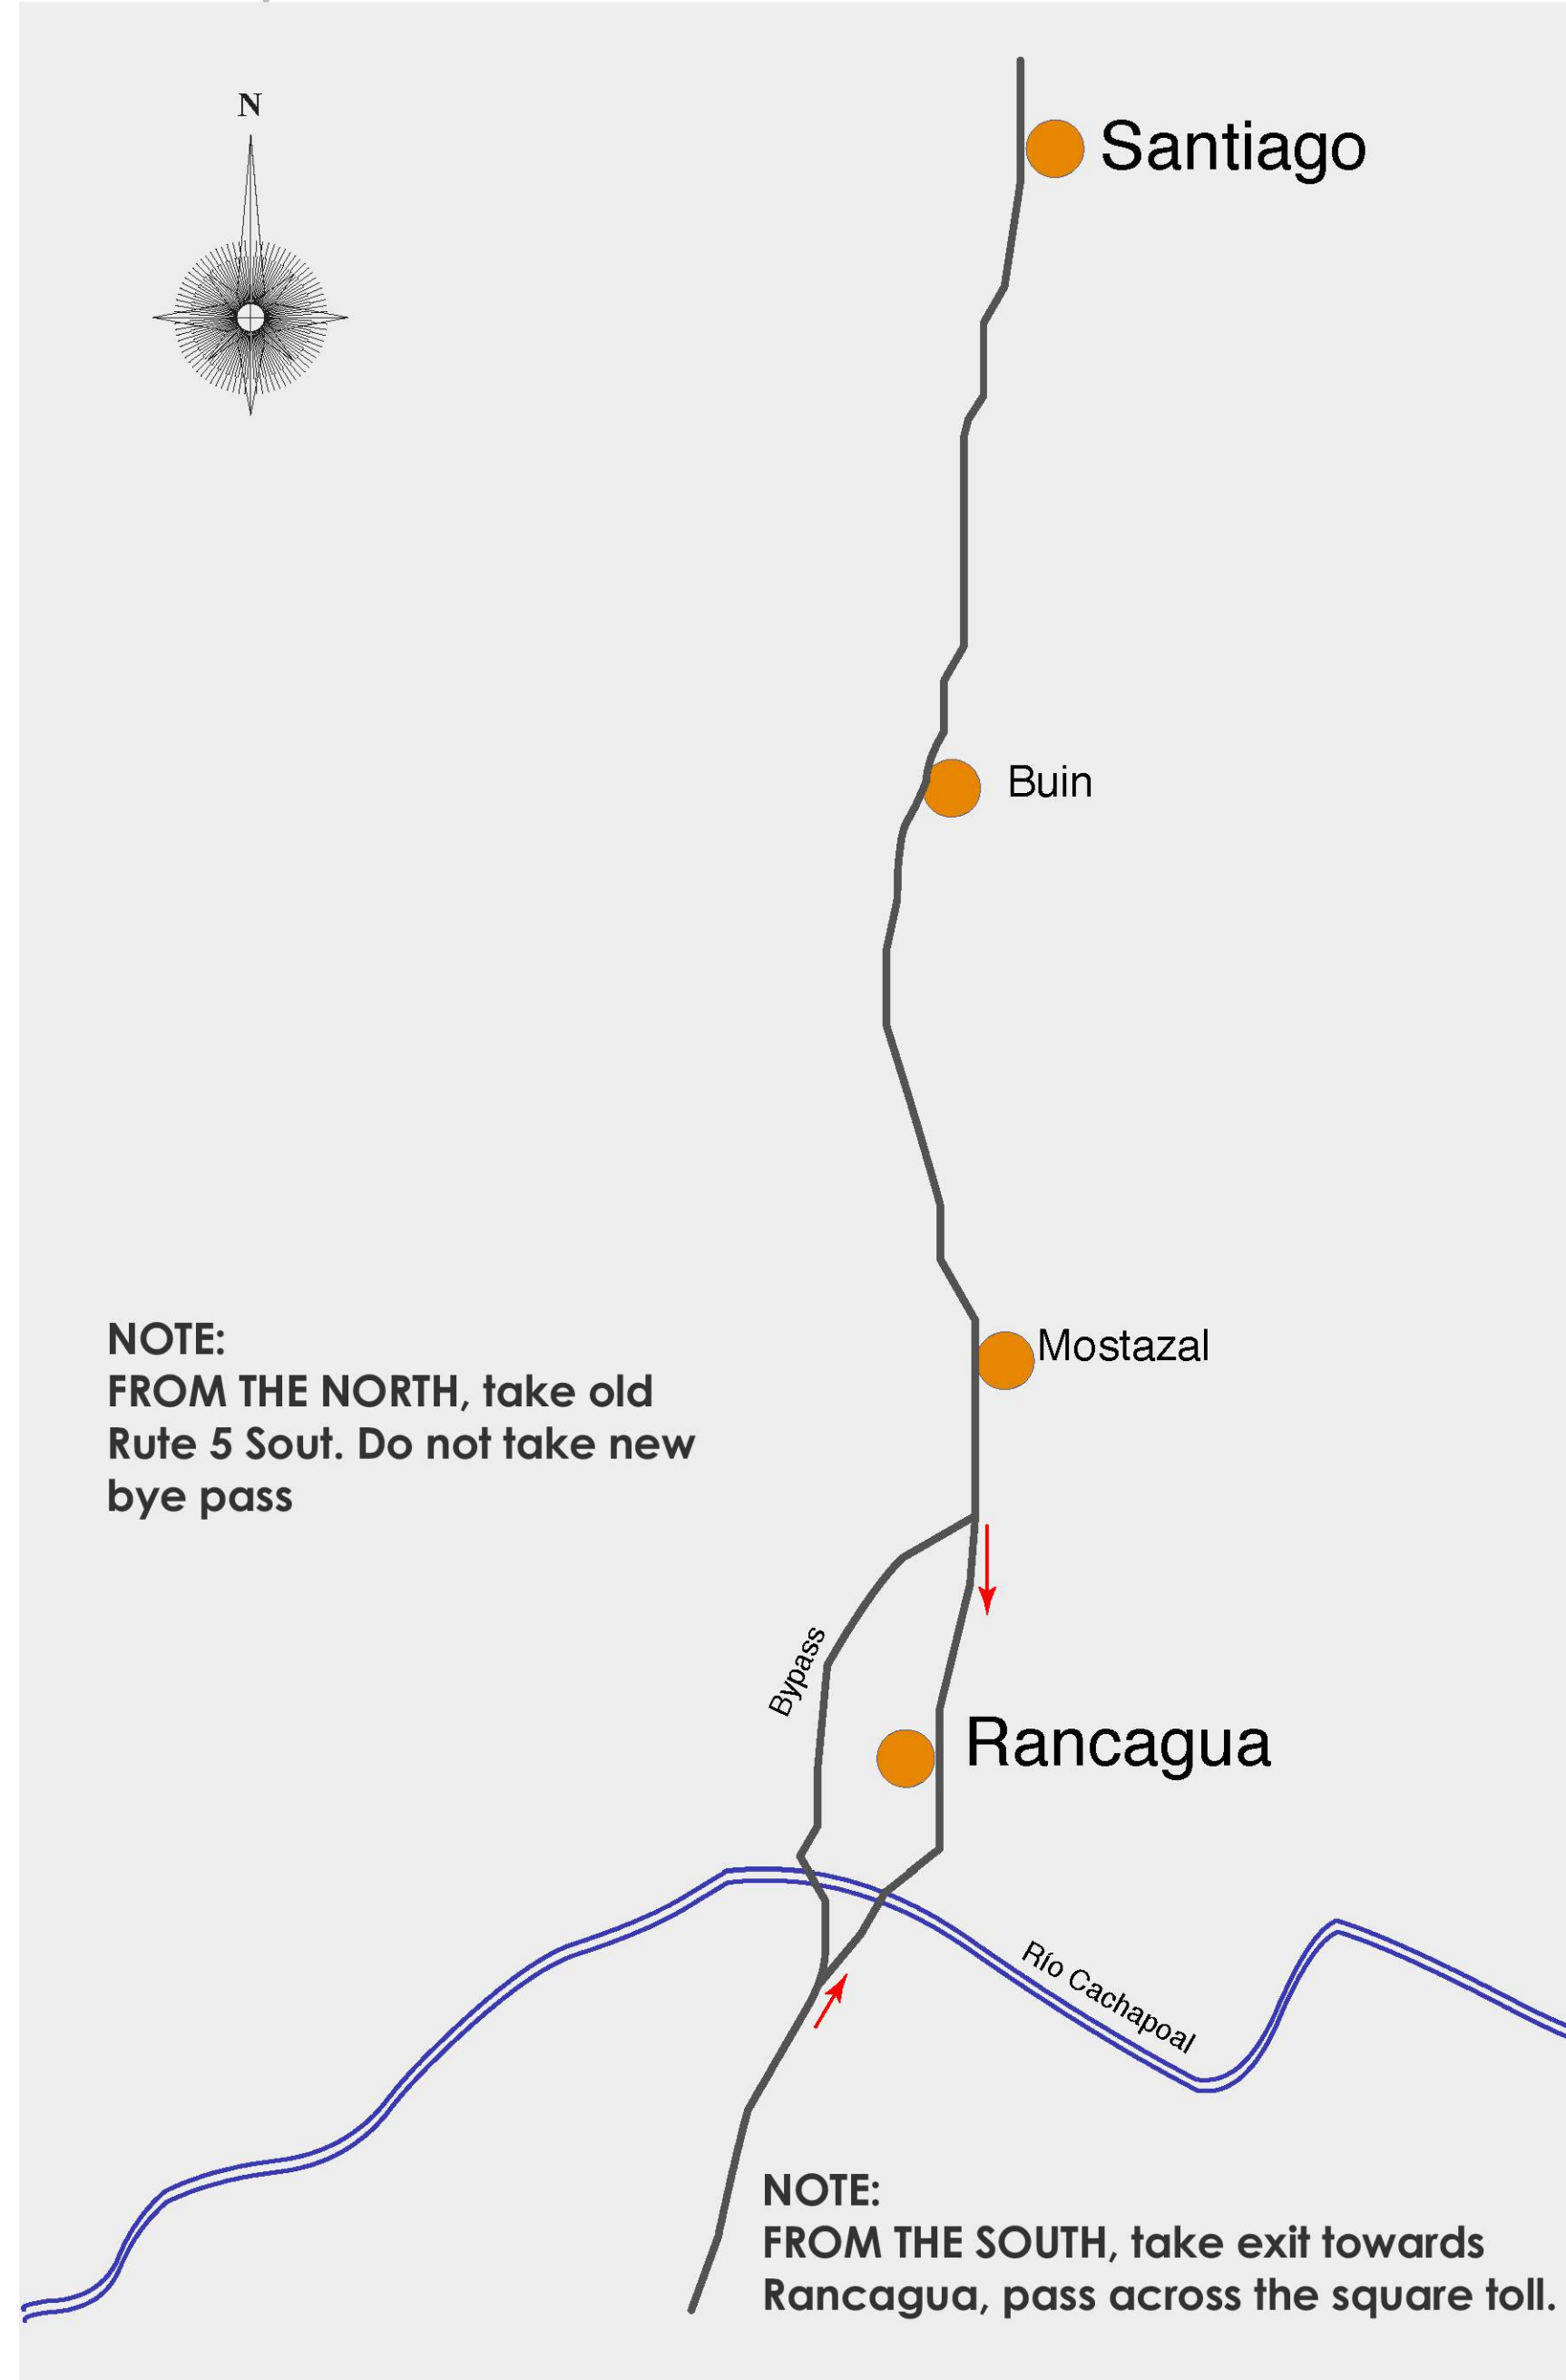 N
Santiago
Buin
NOTE:
FROM THE NORTH, take old
Rute 5 Sout. Do not take new
bye pass
Mostazal
Bypass
Rancagua
Río Cachapoal
NOTE:
FROM THE SOUTH, take exit towards
Rancagua, pass across the square toll.